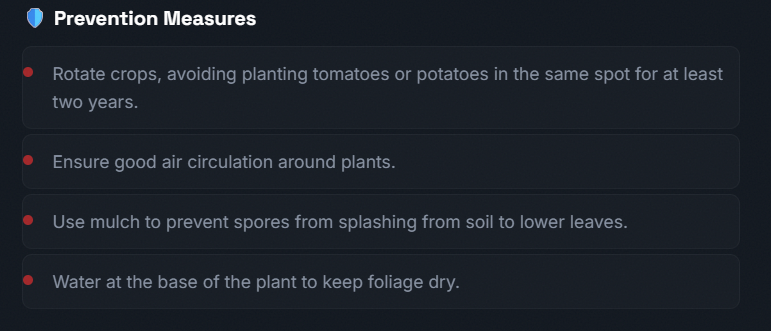 Prevention Measures
Rotate crops, avoiding planting tomatoes or potatoes in the same spot for at least
two years.
Ensure good air circulation around plants.
Use mulch to prevent spores from splashing from soil to lower leaves.
Water at the base of the plant to keep foliage dry.